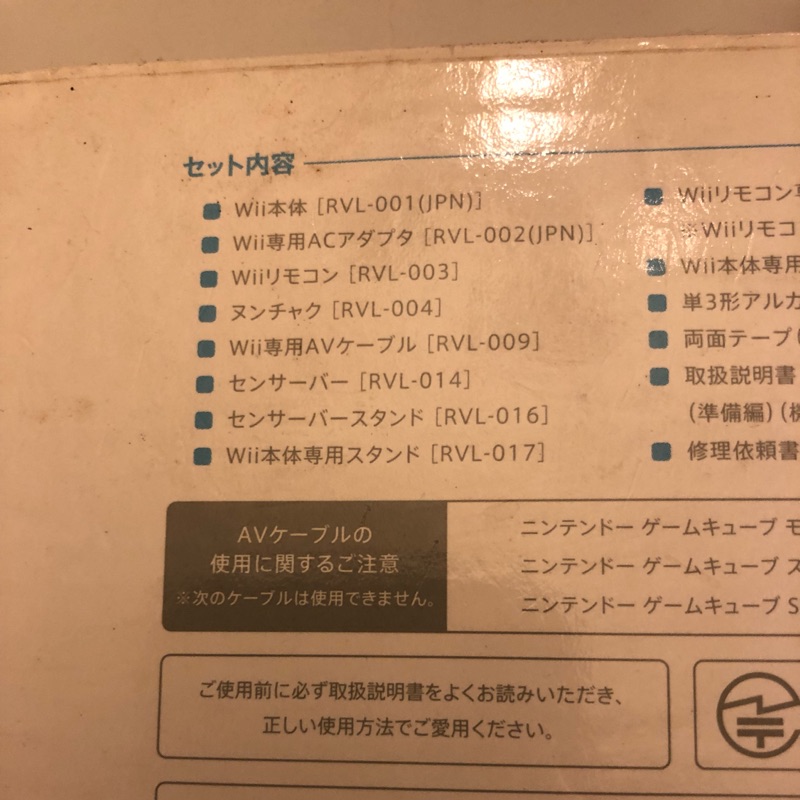 セット内容
Wii本体 [RVL-001(JPN)]
Wii専用ACアダプタ [RVL-002(JPN)]
Wiiリモコン [RVL-003]
ヌンチャク [RVL-004]
Wii専用AVケーブル [RVL-009]
センサーバー [RVL-014]
センサーバースタンド [RVL-016]
Wii本体専用スタンド [RVL-017]
Wiiリモコン専
※Wiiリモコ
Wii本体専用
単3形アルカ
両面テープ(
取扱説明書
(準備編)(機
修理依頼書
AVケーブルの
使用に関するご注意
※次のケーブルは使用できません。
ニンテンドー ゲームキューブ モ
ニンテンドー ゲームキューブ ス
ニンテンドー ゲームキューブ S
ご使用前に必ず取扱説明書をよくお読みいただき、
正しい使用方法でご愛用ください。